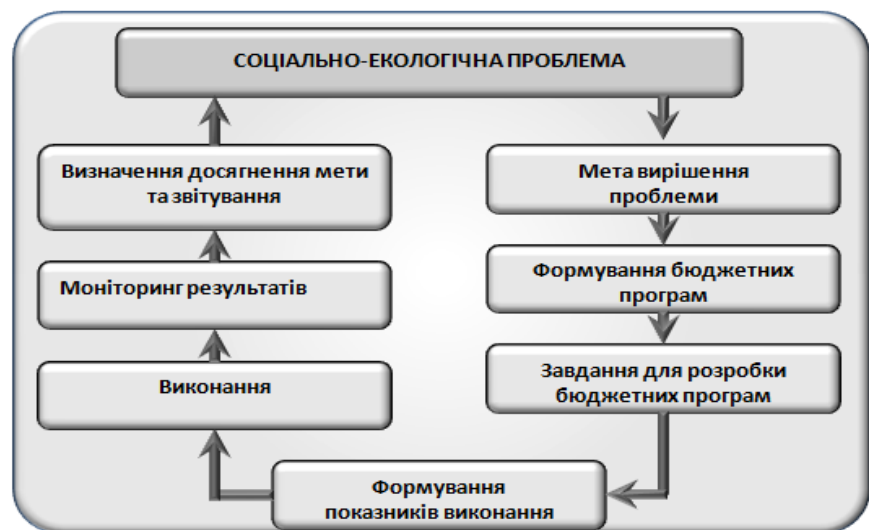 СОЦІАЛЬНО-ЕКОЛОГІЧНА ПРОБЛЕМА
Мета вирішення
проблеми
Формування бюджетних
програм
Завдання для розробки
бюджетних програм
Формування
показників виконання
Виконання
Моніторинг результатів
Визначення досягнення мети
та звітування